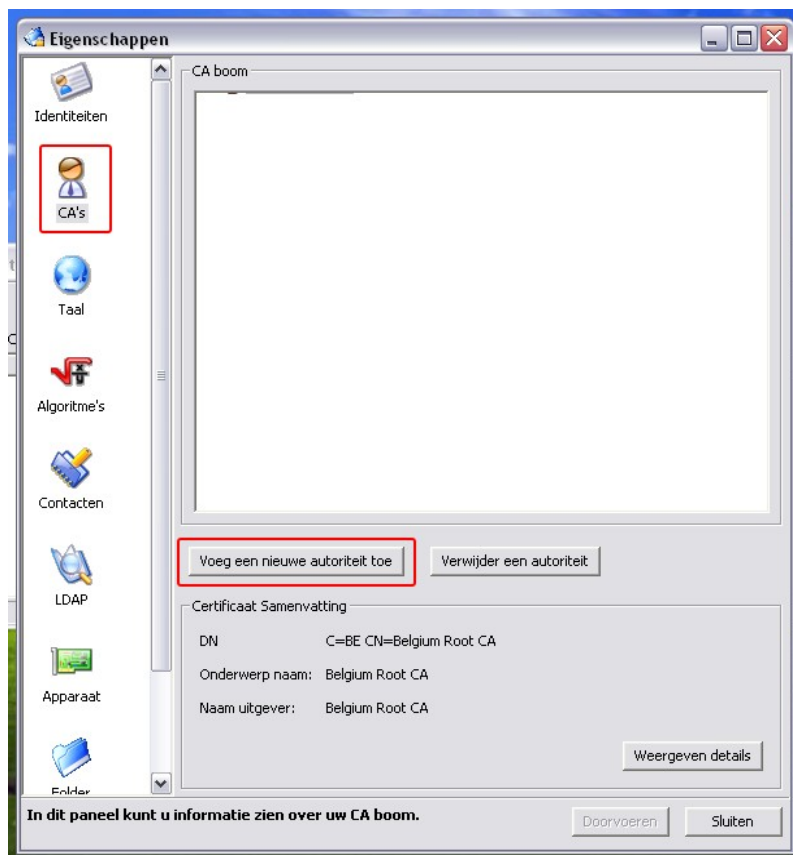 Eigenschappen
Identiteiten
CA's
Taal
Algoritme's
Contacten
LDAP
Apparaat
Folder
CA boom
Voeg een nieuwe autoriteit toe
Verwijder een autoriteit
Certificaat Samenvatting
DN C=BE CN=Belgium Root CA
Onderwerp naam: Belgium Root CA
Naam uitgever: Belgium Root CA
Weergeven details
In dit paneel kunt u informatie zien over uw CA boom.
Doorvoeren
Sluiten